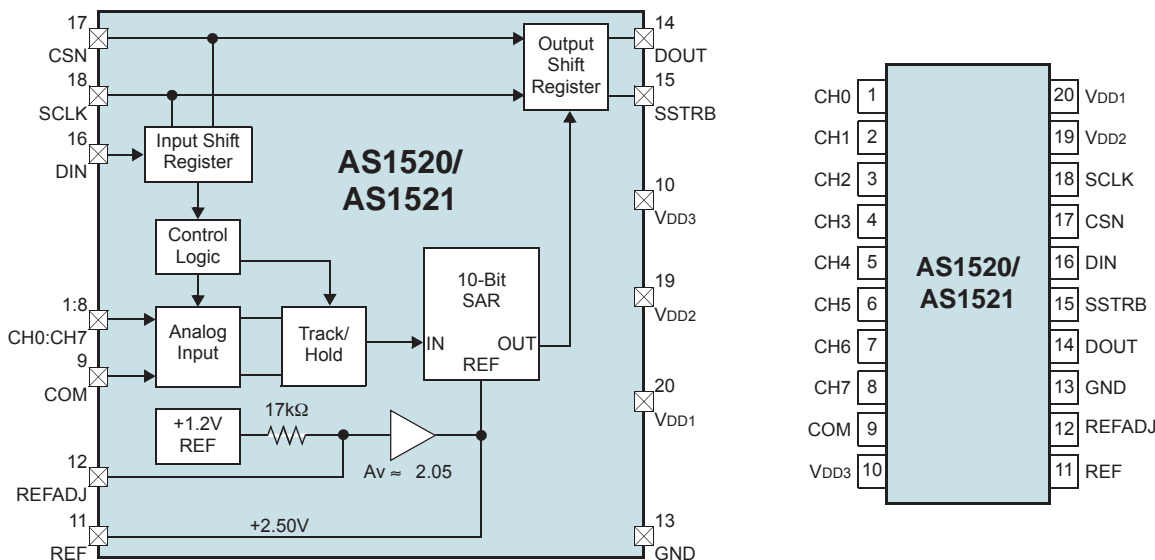 17
CSN
18
SCLK
16
DIN
Input Shift
Register
Output
Shift
Register
14
DOUT
15
SSTRB
AS1520/
AS1521
10
VDD3
Control
Logic
10-Bit
SAR
IN
OUT
REF
19
VDD2
1:8
CH0:CH7
9
COM
Analog
Input
Track/
Hold
20
VDD1
+1.2V
REF
17kΩ
Av ≈ 2.05
12
REFADJ
11
REF
+2.50V
13
GND
CH0 1
CH1 2
CH2 3
CH3 4
CH4 5
CH5 6
CH6 7
CH7 8
COM 9
VDD3 10
AS1520/
AS1521
20 VDD1
19 VDD2
18 SCLK
17 CSN
16 DIN
15 SSTRB
14 DOUT
13 GND
12 REFADJ
11 REF